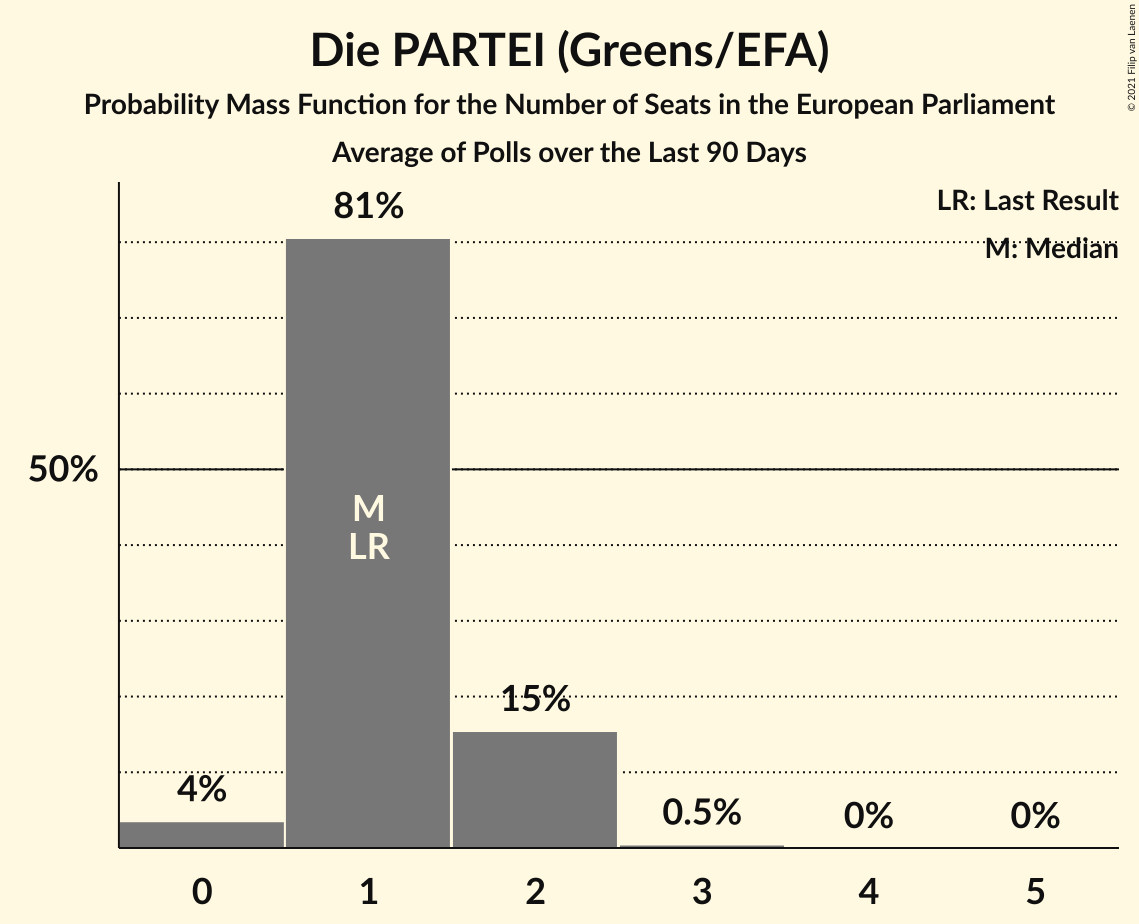 Die PARTEI (Greens/EFA)
Probability Mass Function for the Number of Seats in the European Parliament
Average of Polls over the Last 90 Days
© 2021 Filip van Laenen
LR: Last Result
M: Median
81%
50%
M
LR
15%
4%
0.5%
0%
0%
0
1
2
3
4
5